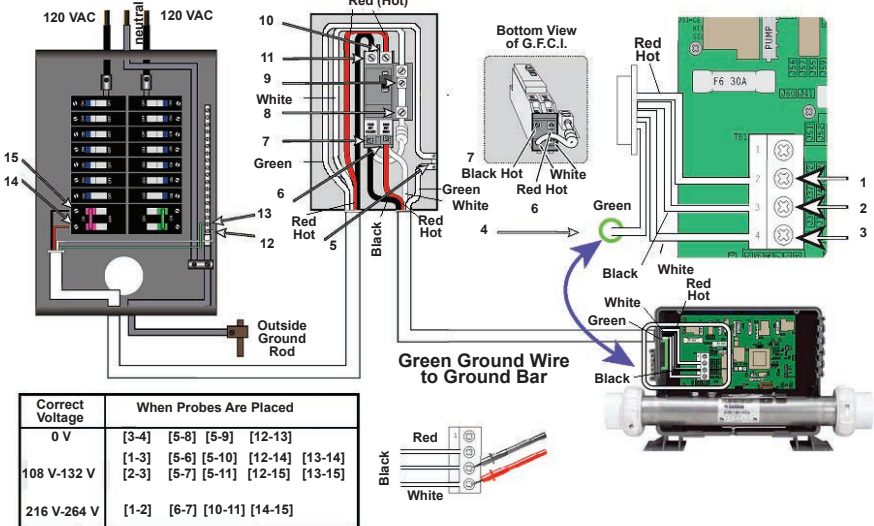 120 VAC
neutral
120 VAC
15
14
13
12
Outside
Ground
Rod
Red (Hot)
10
11
9
White
8
7
Green
6
Red
Hot
5
Black
Red
Hot
Green
White
Bottom View
of G.F.C.I.
7
Black Hot
White
Red Hot
6
4
Green
Red
Hot
F6 30A
PUMP
TB1
1
2
3
4
1
2
3
Black
White
Red
Hot
White
Green
Black
Green Ground Wire
to Ground Bar
Red
Black
White
1
Correct
Voltage
When Probes Are Placed
0 V
[3-4] [5-8] [5-9] [12-13]
108 V-132 V
[1-3] [5-6] [5-10] [12-14] [13-14]
[2-3] [5-7] [5-11] [12-15] [13-15]
216 V-264 V
[1-2] [6-7] [10-11] [14-15]